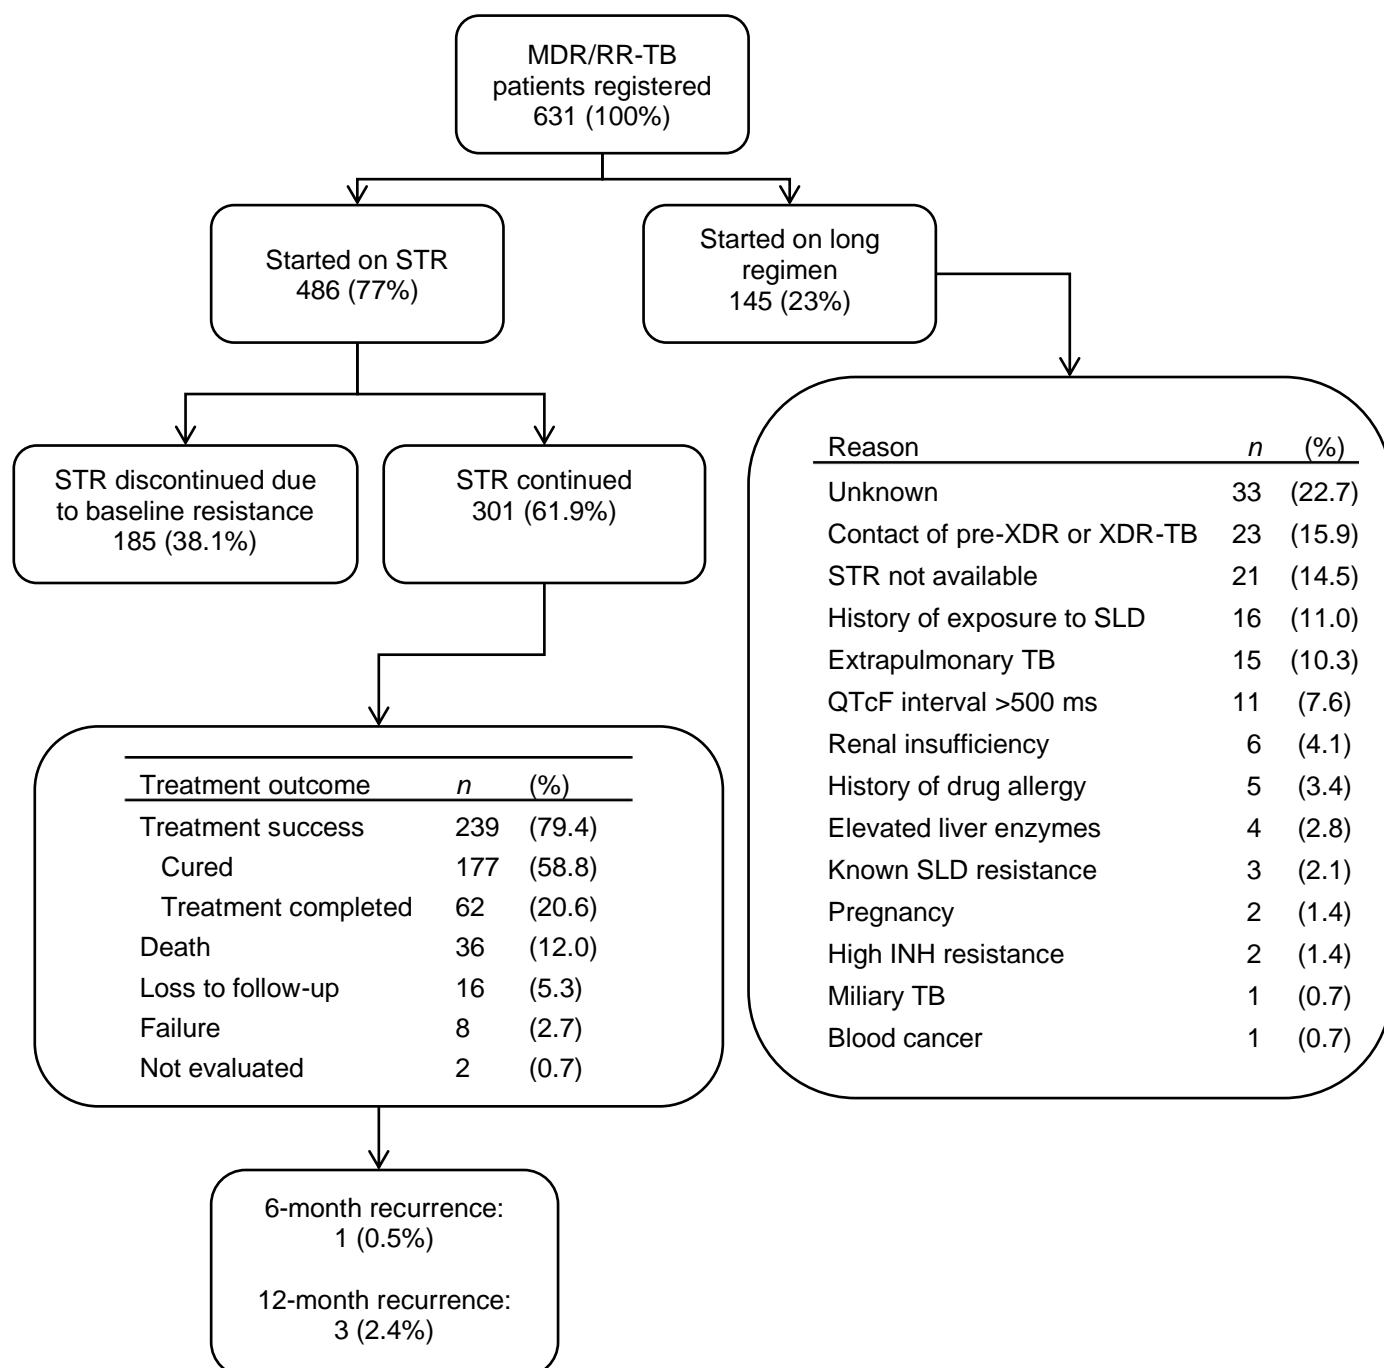 MDR/RR-TB
patients registered
631 (100%)
Started on STR
486 (77%)
Started on long
regimen
145 (23%)
STR discontinued due
to baseline resistance
185 (38.1%)
STR continued
301 (61.9%)
Reason n (%)
Unknown 33 (22.7)
Contact of pre-XDR or XDR-TB 23 (15.9)
STR not available 21 (14.5)
History of exposure to SLD 16 (11.0)
Extrapulmonary TB 15 (10.3)
QTcF interval >500 ms 11 (7.6)
Renal insufficiency 6 (4.1)
History of drug allergy 5 (3.4)
Elevated liver enzymes 4 (2.8)
Known SLD resistance 3 (2.1)
Pregnancy 2 (1.4)
High INH resistance 2 (1.4)
Miliary TB 1 (0.7)
Blood cancer 1 (0.7)
Treatment outcome n (%)
Treatment success 239 (79.4)
Cured 177 (58.8)
Treatment completed 62 (20.6)
Death 36 (12.0)
Loss to follow-up 16 (5.3)
Failure 8 (2.7)
Not evaluated 2 (0.7)
6-month recurrence:
1 (0.5%)
12-month recurrence:
3 (2.4%)